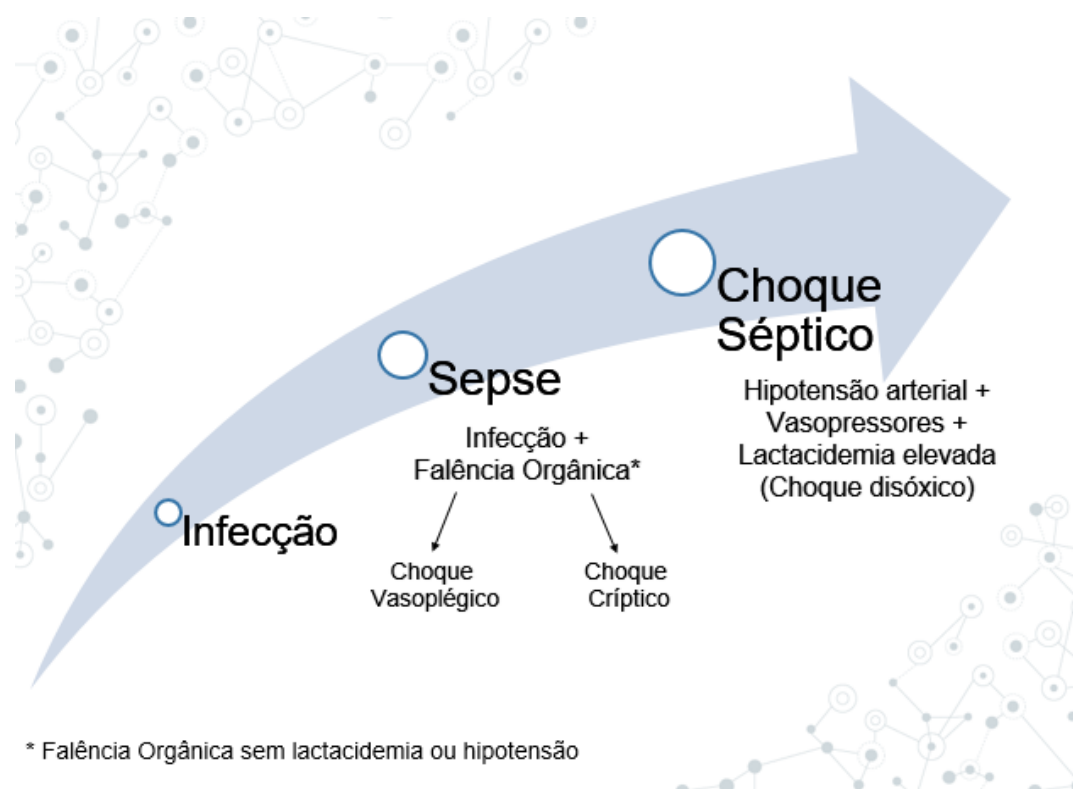 Infecção
Sepse
Infecção +
Falência Orgânica*
Choque
Vasoplégico
Choque
Críptico
Choque
Séptico
Hipotensão arterial +
Vasopressores +
Lactacidemia elevada
(Choque disóxico)
* Falência Orgânica sem lactacidemia ou hipotensão